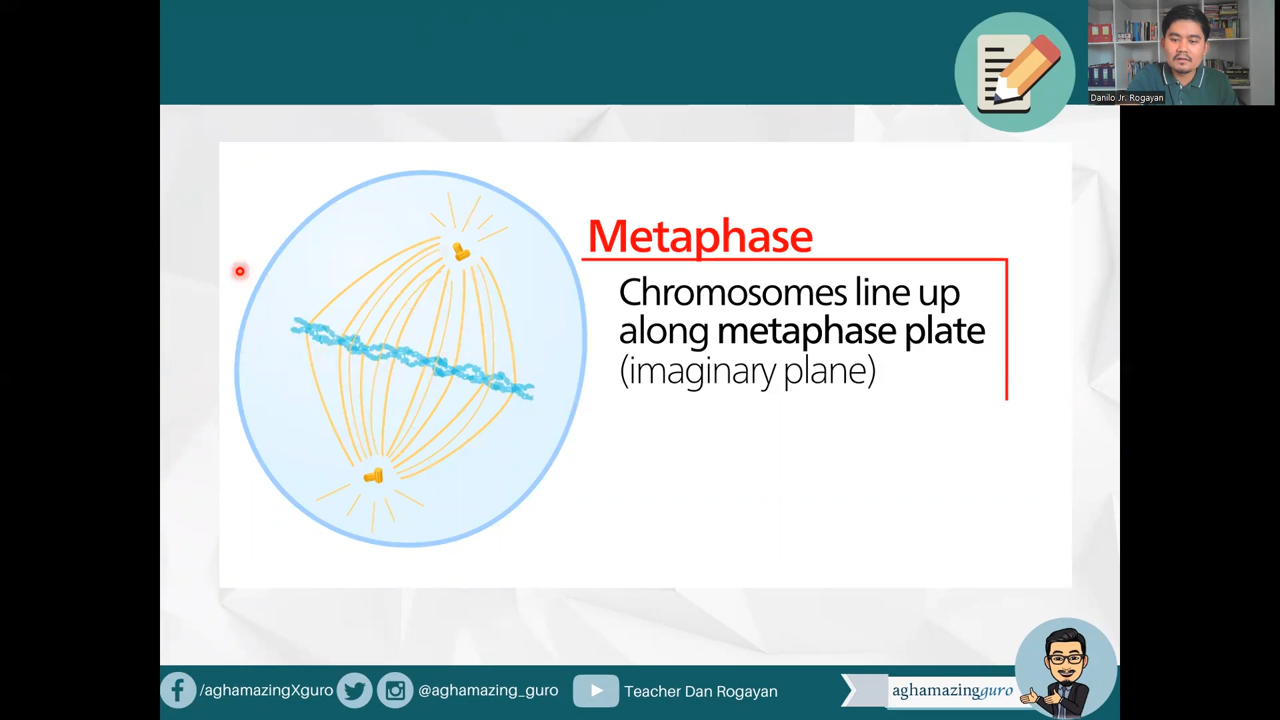 Danilo Jr. Rogayan
Metaphase
Chromosomes line up
along metaphase plate
(imaginary plane)
/aghamazingXguro
@aghamazing_guro
Teacher Dan Rogayan
aghamazingguro